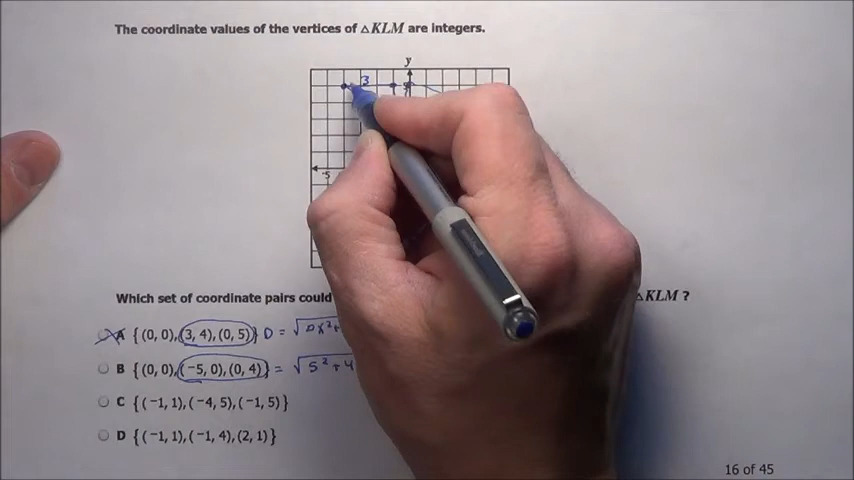 The coordinate values of the vertices of △KLM are integers.
y
3
-5
Which set of coordinate pairs could △KLM ?
A {(0, 0), (3, 4), (0, 5)} D = √
B {(0, 0), (-5, 0), (0, 4)} = √5² + 4
C {(-1, 1), (-4, 5), (-1, 5)}
D {(-1, 1), (-1, 4), (2, 1)}
16 of 45